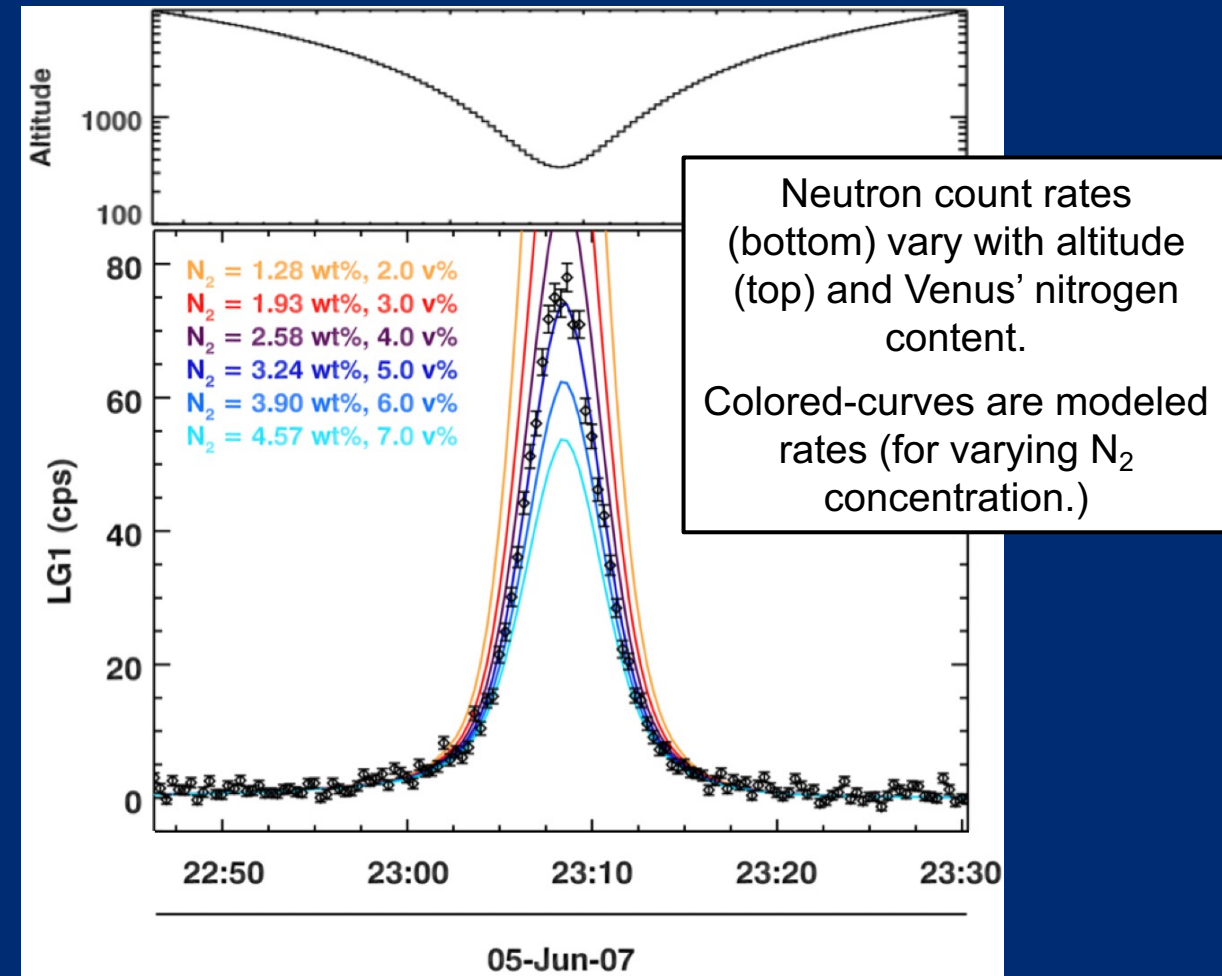 Altitude
1000
100
Neutron count rates
(bottom) vary with altitude
(top) and Venus’ nitrogen
content.
Colored-curves are modeled
rates (for varying N₂
concentration.)
LG1 (cps)
80
60
40
20
0
N₂ = 1.28 wt%, 2.0 v%
N₂ = 1.93 wt%, 3.0 v%
N₂ = 2.58 wt%, 4.0 v%
N₂ = 3.24 wt%, 5.0 v%
N₂ = 3.90 wt%, 6.0 v%
N₂ = 4.57 wt%, 7.0 v%
22:50 23:00 23:10 23:20 23:30
05-Jun-07